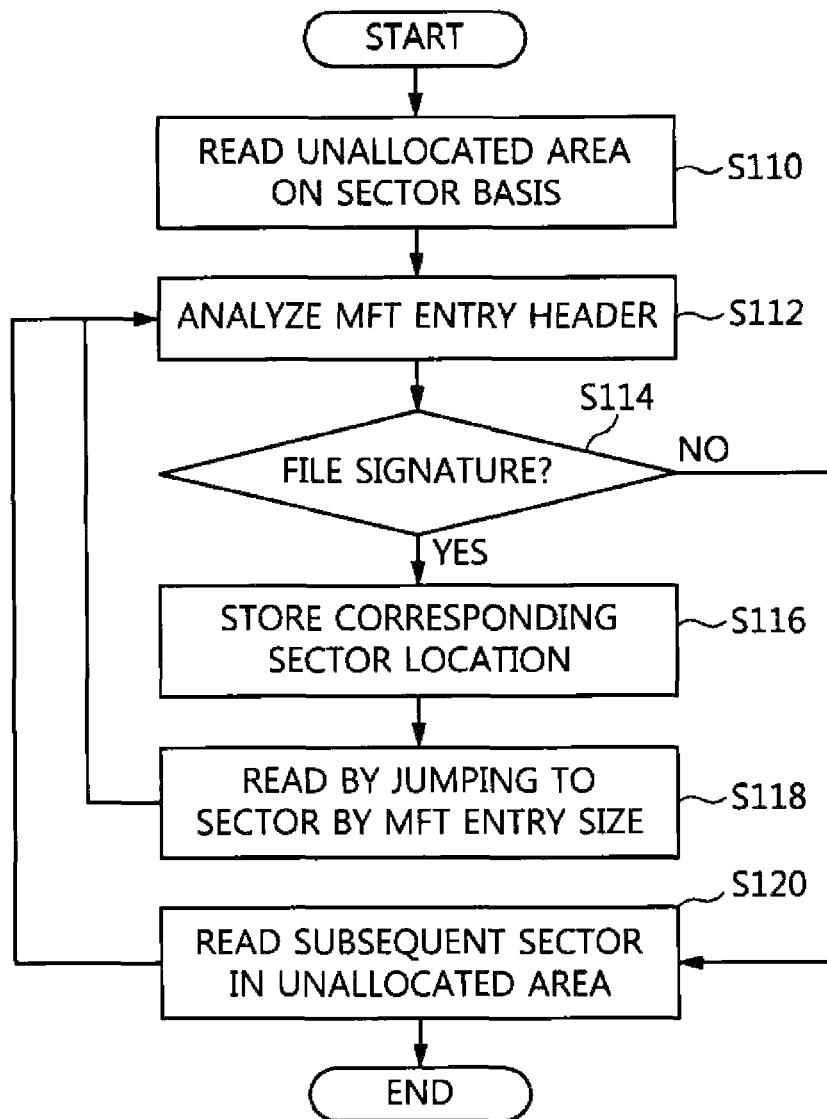 START
READ UNALLOCATED AREA
ON SECTOR BASIS
S110
ANALYZE MFT ENTRY HEADER
S112
S114
FILE SIGNATURE?
NO
YES
STORE CORRESPONDING
SECTOR LOCATION
S116
READ BY JUMPING TO
SECTOR BY MFT ENTRY SIZE
S118
S120
READ SUBSEQUENT SECTOR
IN UNALLOCATED AREA
END